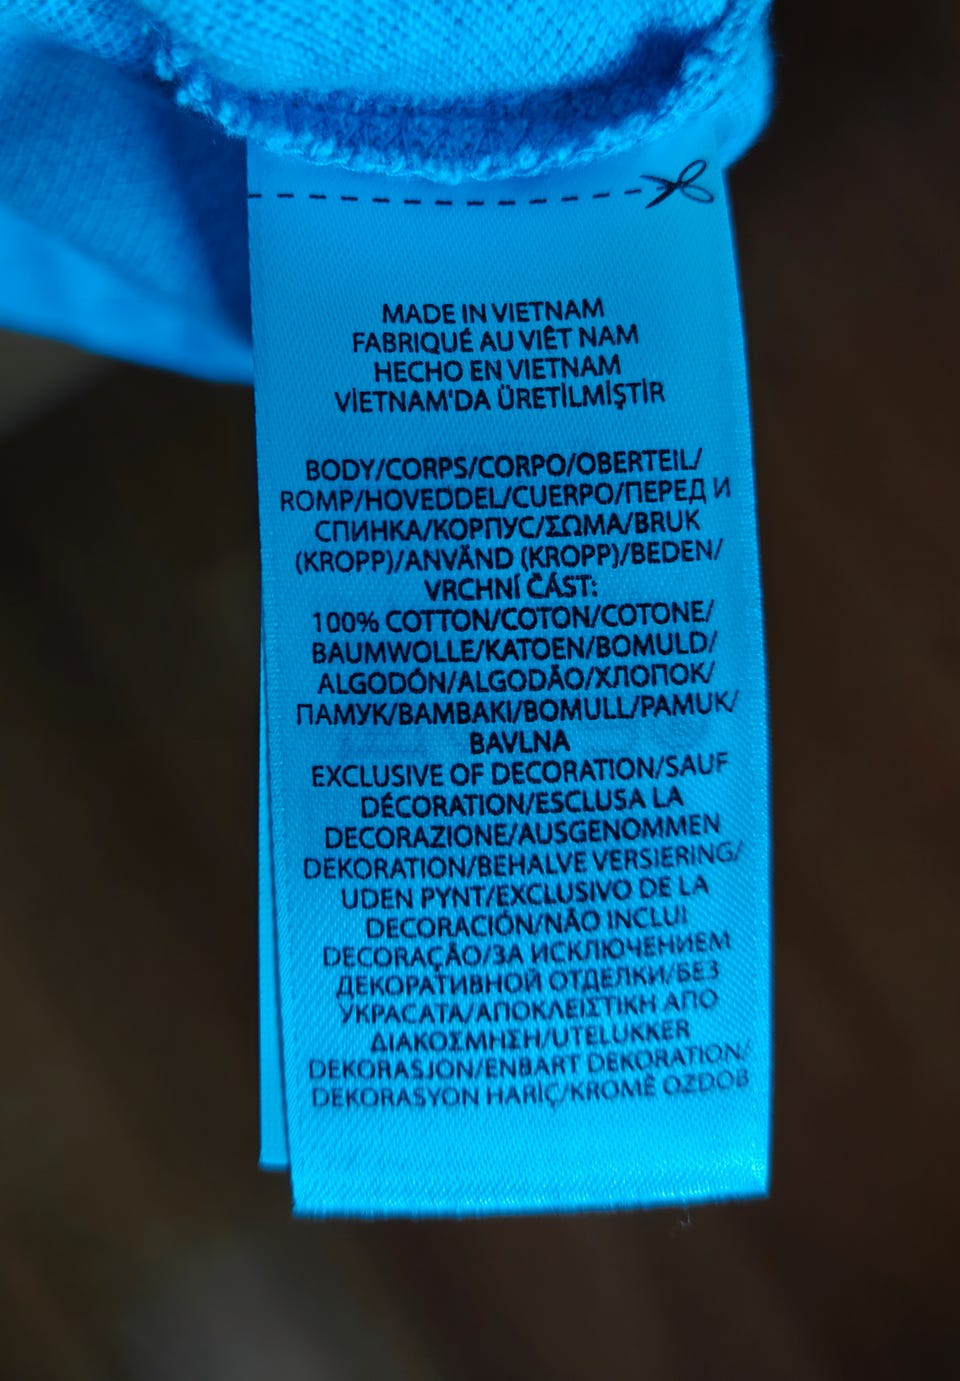 MADE IN VIETNAM
FABRIQUÉ AU VIÊT NAM
HECHO EN VIETNAM
VİETNAM'DA ÜRETİLMİŞTİR
BODY/CORPS/CORPO/OBERTEIL/
ROMP/HOVEDDEL/CUERPO/ПЕРЕД И
СПИНКА/КОРПУС/ΣΩΜΑ/BRUK
(KROPP)/ANVÄND (KROPP)/BEDEN/
VRCHNÍ ČÁST:
100% COTTON/COTON/COTONE/
BAUMWOLLE/KATOEN/BOMULD/
ALGODÓN/ALGODÃO/ХЛОПОК/
ПАМУК/BAMBAKI/BOMULL/PAMUK/
BAVLNA
EXCLUSIVE OF DECORATION/SAUF
DÉCORATION/ESCLUSA LA
DECORAZIONE/AUSGENOMMEN
DEKORATION/BEHALVE VERSIERING/
UDEN PYNT/EXCLUSIVO DE LA
DECORACIÓN/NÃO INCLUI
DECORAÇÃO/ЗА ИСКЛЮЧЕНИЕМ
ДЕКОРАТИВНОЙ ОТДЕЛКИ/БЕЗ
УКРАСАТА/ΑΠΟΚΛΕΙΣΤΙΚΗ ΑΠΟ
ΔΙΑΚΟΣΜΗΣΗ/UTELUKKER
DEKORASJON/ENBART DEKORATION/
DEKORASYON HARİÇ/KROMĚ OZDOB